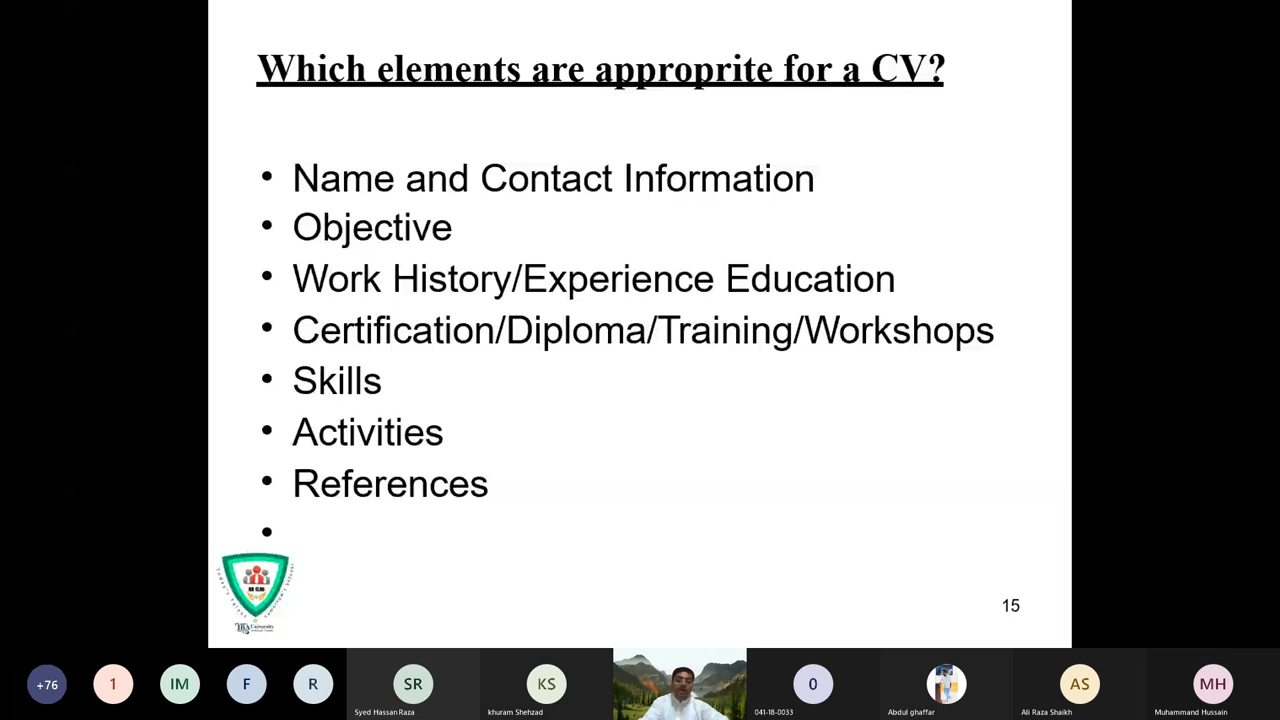 Which elements are approprite for a CV?
• Name and Contact Information
• Objective
• Work History/Experience Education
• Certification/Diploma/Training/Workshops
• Skills
• Activities
• References
•
University
15
+76
1
IM
F
R
SR
KS
0
AS
MH
Syed Hassan Raza
khuram Shehzad
041-18-0033
Abdul ghaffar
Ali Raza Shaikh
Muhammand Hussain